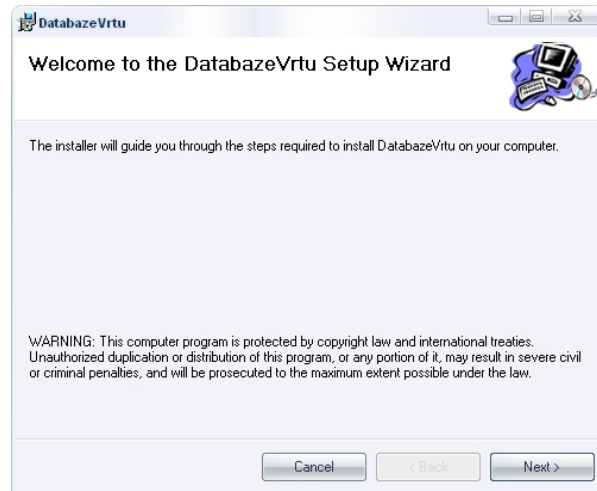 DatabazeVrtu
Welcome to the DatabazeVrtu Setup Wizard
The installer will guide you through the steps required to install DatabazeVrtu on your computer.
WARNING: This computer program is protected by copyright law and international treaties.
Unauthorized duplication or distribution of this program, or any portion of it, may result in severe civil
or criminal penalties, and will be prosecuted to the maximum extent possible under the law.
Cancel < Back Next >